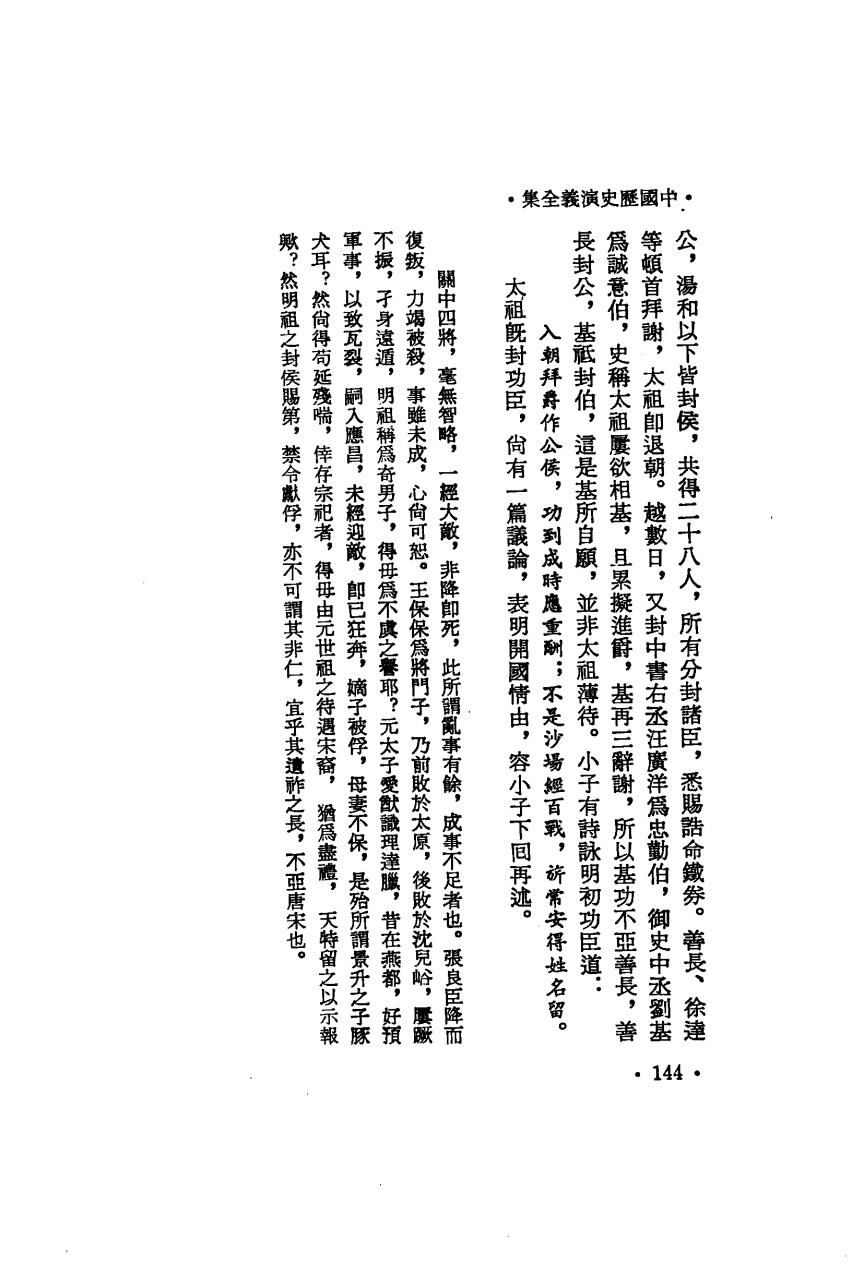 ·中國歷史演義全集·
公，湯和以下皆封侯，共得二十八人，所有分封諸臣，悉賜誥命鐵券。善長、徐達
等頓首拜謝，太祖卽退朝。越數日，又封中書右丞汪廣洋爲忠勤伯，御史中丞劉基
爲誠意伯，史稱太祖屢欲相基，且累擬進爵，基再三辭謝，所以基功不亞善長，善
長封公，基祇封伯，這是基所自願，並非太祖薄待。小子有詩詠明初功臣道：
入朝拜爵作公侯，功到成時應重酬；不是沙場經百戰，旂常安得姓名留。
太祖旣封功臣，尙有一篇議論，表明開國情由，容小子下回再述。
關中四將，毫無智略，一經大敵，非降卽死，此所謂亂事有餘，成事不足者也。張良臣降而
復叛，力竭被殺，事雖未成，心尙可恕。王保保爲將門子，乃前敗於太原，後敗於沈兒峪，屢蹶
不振，孑身遠遁，明祖稱爲奇男子，得毋爲不虞之譽耶？元太子愛猷識理達臘，昔在燕都，好預
軍事，以致瓦裂，嗣入應昌，未經迎敵，卽已狂奔，嫡子被俘，母妻不保，是殆所謂景升之子豚
犬耳？然尙得苟延殘喘，倖存宗祀者，得毋由元世祖之待遇宋裔，猶爲盡禮，天特留之以示報
歟？然明祖之封侯賜第，禁令獻俘，亦不可謂其非仁，宜乎其遺祚之長，不亞唐宋也。
·144·